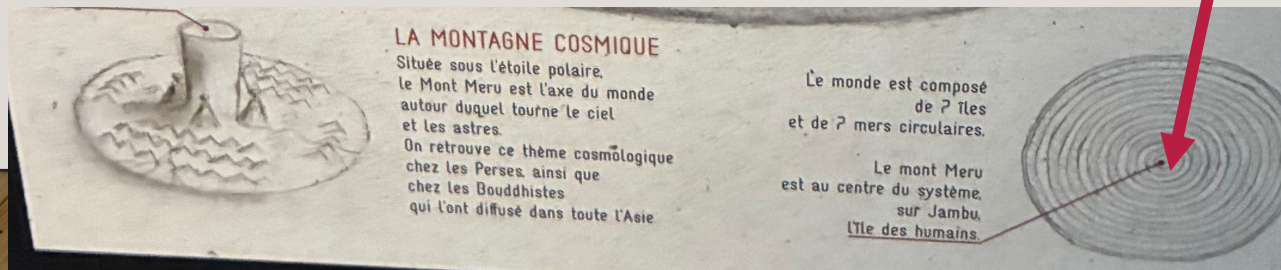 LA MONTAGNE COSMIQUE
Située sous l'étoile polaire,
le Mont Meru est l'axe du monde
autour duquel tourne le ciel
et les astres.
On retrouve ce thème cosmologique
chez les Perses, ainsi que
chez les Bouddhistes
qui l'ont diffusé dans toute l'Asie.
Le monde est composé
de 7 îles
et de 7 mers circulaires.
Le mont Meru
est au centre du système,
sur Jambu,
l'île des humains.